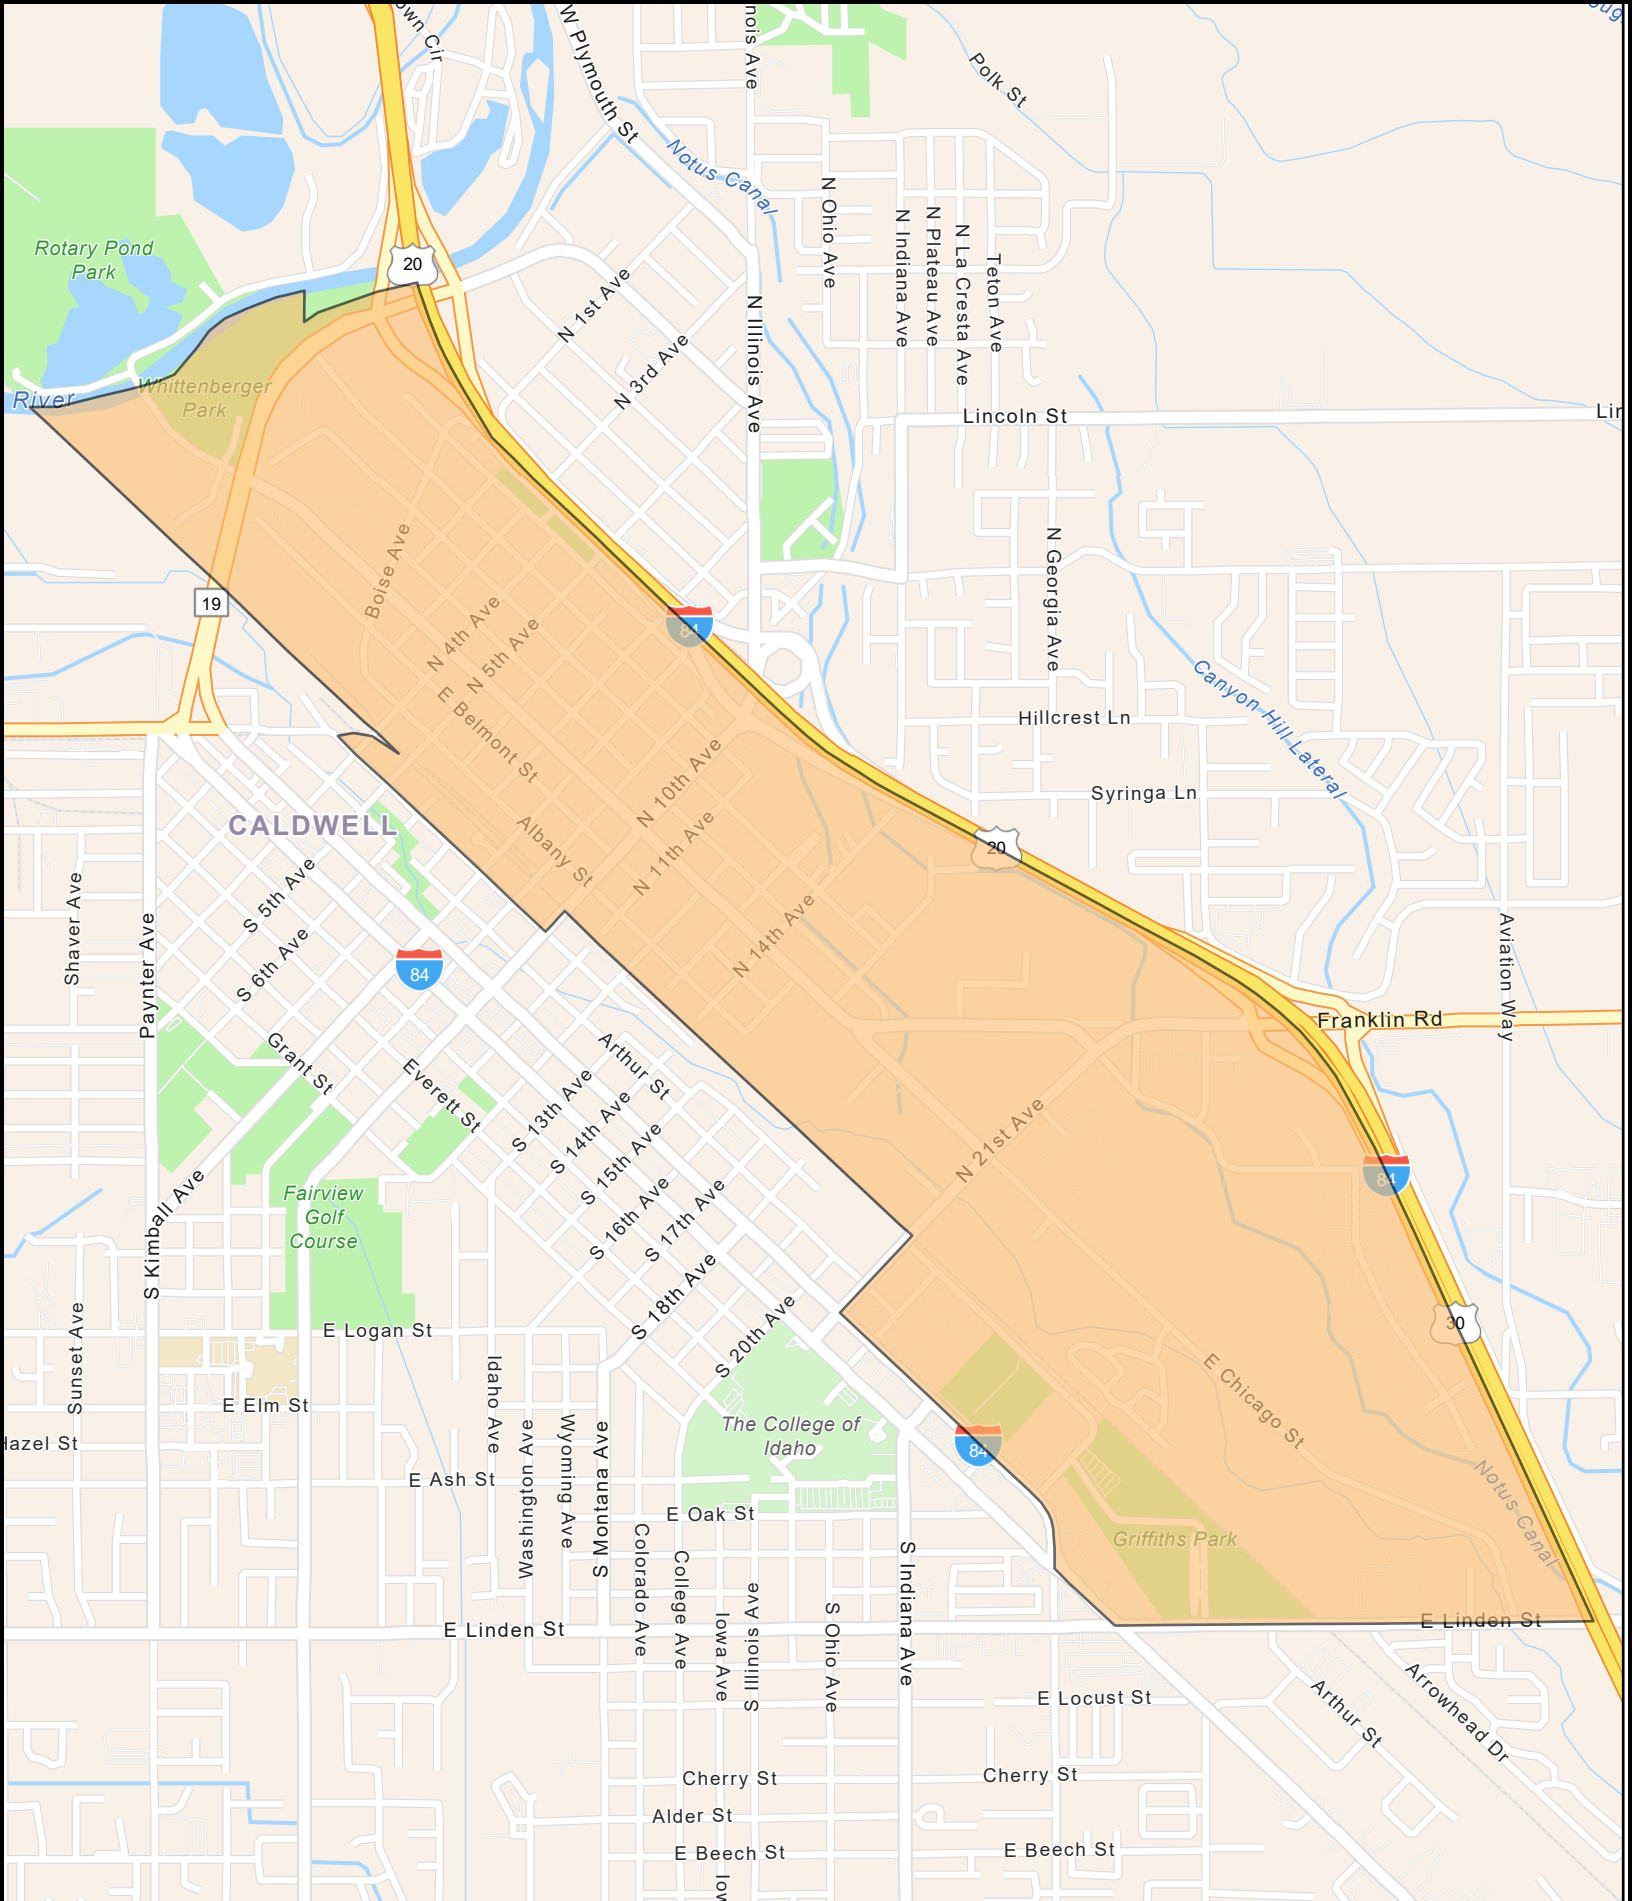 own Cir
W Plymouth St
nois Ave
Polk St
Notus Canal
N Ohio Ave
N Indiana Ave
N Plateau Ave
N La Cresta Ave
Teton Ave
Rotary Pond
Park
20
N 1st Ave
N 3rd Ave
N Illinois Ave
River
Whittenberger
Park
Lincoln St
Lin
Boise Ave
N Georgia Ave
19
N 4th Ave
N 5th Ave
84
E Belmont St
Canyon Hill Lateral
Hillcrest Ln
N 10th Ave
Syringa Ln
CALDWELL
Albany St
N 11th Ave
20
S 5th Ave
Shaver Ave
Paynter Ave
S 6th Ave
84
N 14th Ave
Aviation Way
Franklin Rd
Grant St
Everett St
Arthur St
S 13th Ave
S 14th Ave
S 15th Ave
S 16th Ave
S 17th Ave
N 21st Ave
84
S Kimball Ave
Fairview
Golf
Course
S 18th Ave
S 20th Ave
30
E Logan St
Sunset Ave
Idaho Ave
E Chicago St
E Elm St
Hazel St
Washington Ave
Wyoming Ave
S Montana Ave
The College of
Idaho
84
E Ash St
E Oak St
Notus Canal
Griffiths Park
Colorado Ave
College Ave
Iowa Ave
S Illinois Ave
S Ohio Ave
S Indiana Ave
E Linden St
E Linden St
E Locust St
Arthur St
Arrowhead Dr
Cherry St
Cherry St
Alder St
E Beech St
E Beech St
Iow